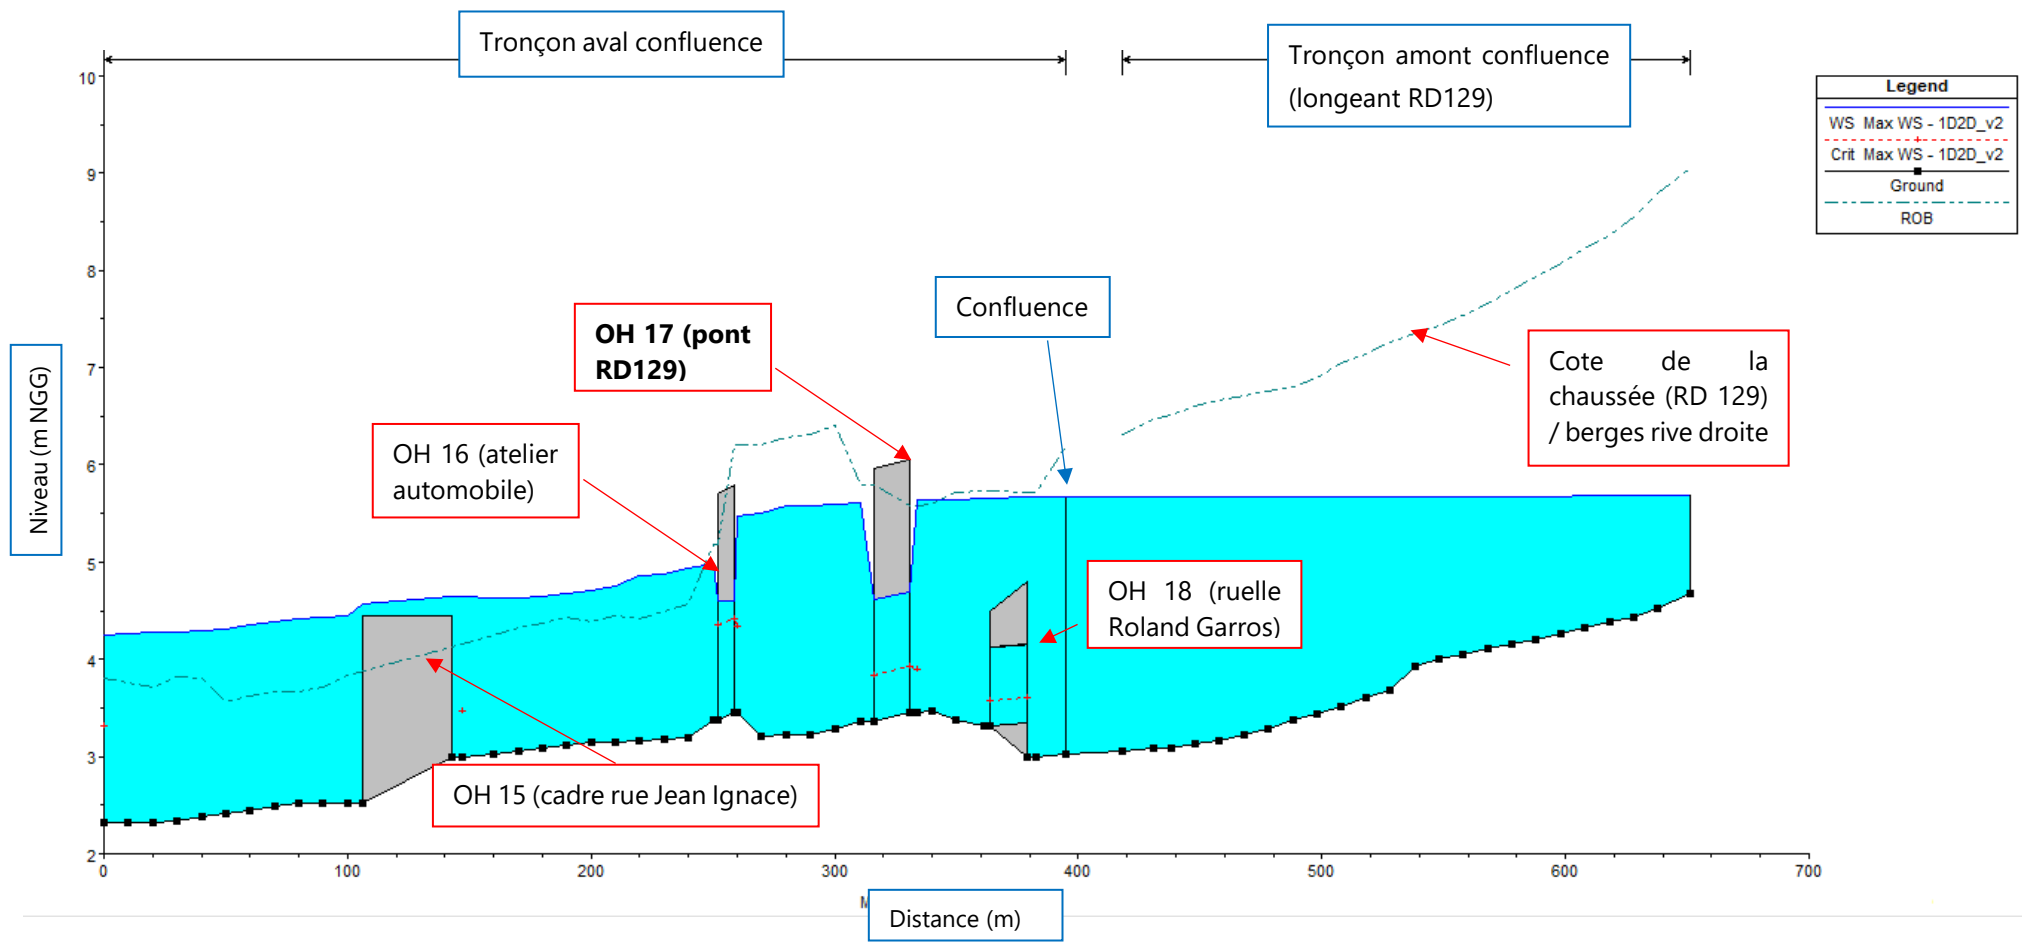 Tronçon aval confluence
Tronçon amont confluence
(longeant RD129)
Legend
WS Max WS - 1D2D_v2
Crit Max WS - 1D2D_v2
Ground
ROB
Confluence
OH 17 (pont
RD129)
Cote de la
chaussée (RD 129)
/ berges rive droite
OH 16 (atelier
automobile)
OH 18 (ruelle
Roland Garros)
OH 15 (cadre rue Jean Ignace)
Niveau (m NGG)
10
9
8
7
6
5
4
3
2
0 100 200 300 400 500 600 700
Distance (m)